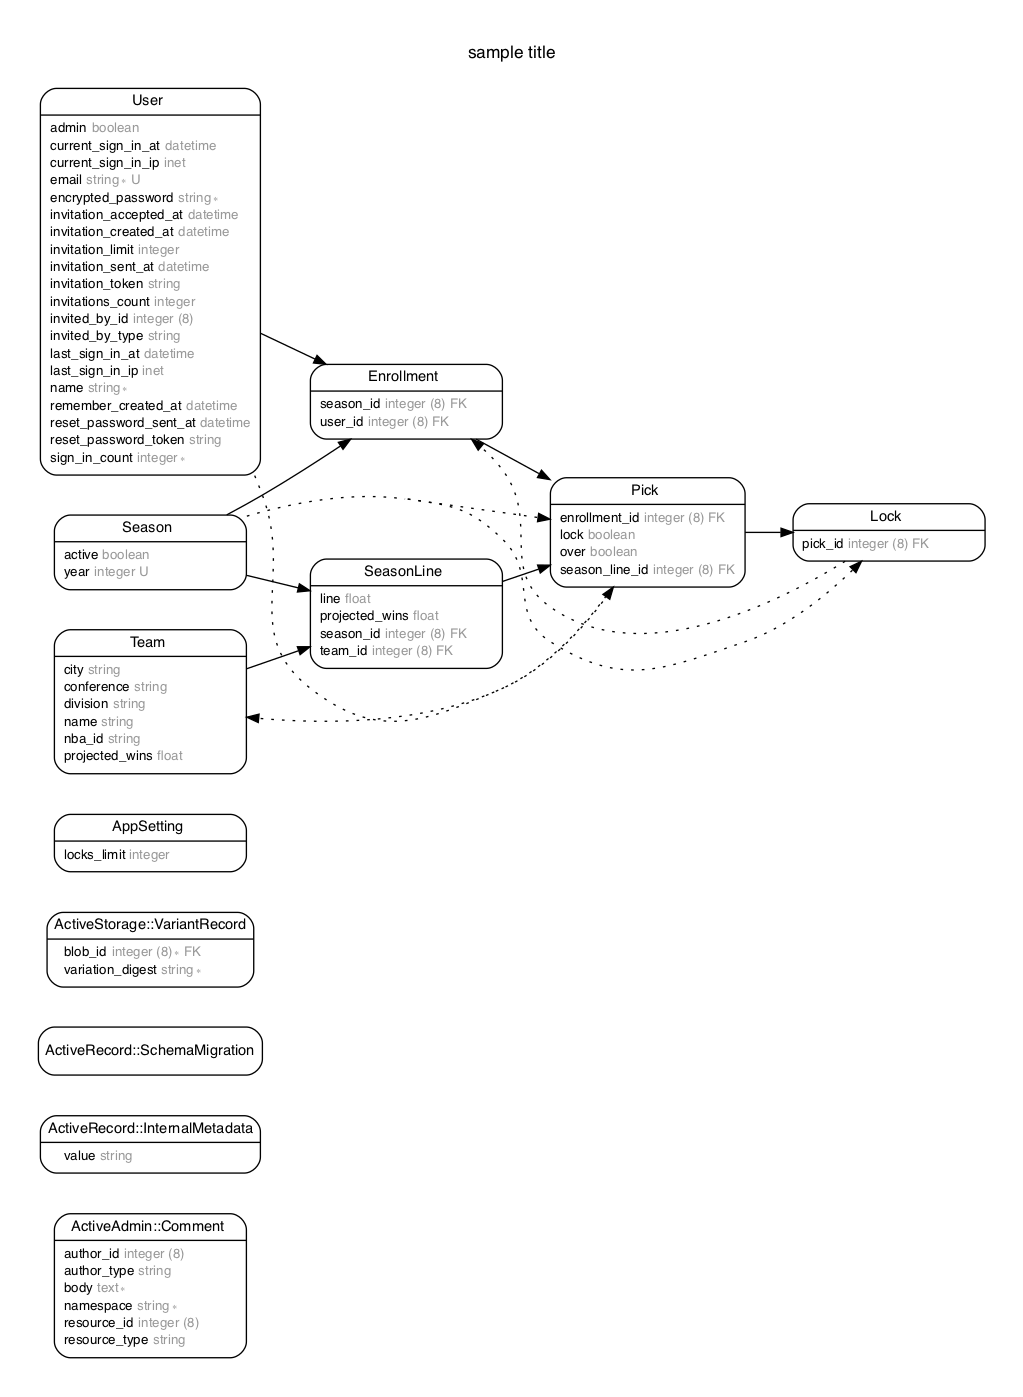 sample title
User
admin boolean
current_sign_in_at datetime
current_sign_in_ip inet
email string∗ U
encrypted_password string∗
invitation_accepted_at datetime
invitation_created_at datetime
invitation_limit integer
invitation_sent_at datetime
invitation_token string
invitations_count integer
invited_by_id integer (8)
invited_by_type string
last_sign_in_at datetime
last_sign_in_ip inet
name string∗
remember_created_at datetime
reset_password_sent_at datetime
reset_password_token string
sign_in_count integer∗
Enrollment
season_id integer (8) FK
user_id integer (8) FK
Pick
enrollment_id integer (8) FK
lock boolean
over boolean
season_line_id integer (8) FK
Lock
pick_id integer (8) FK
Season
active boolean
year integer U
SeasonLine
line float
projected_wins float
season_id integer (8) FK
team_id integer (8) FK
Team
city string
conference string
division string
name string
nba_id string
projected_wins float
AppSetting
locks_limit integer
ActiveStorage::VariantRecord
blob_id integer (8)∗ FK
variation_digest string∗
ActiveRecord::SchemaMigration
ActiveRecord::InternalMetadata
value string
ActiveAdmin::Comment
author_id integer (8)
author_type string
body text∗
namespace string∗
resource_id integer (8)
resource_type string